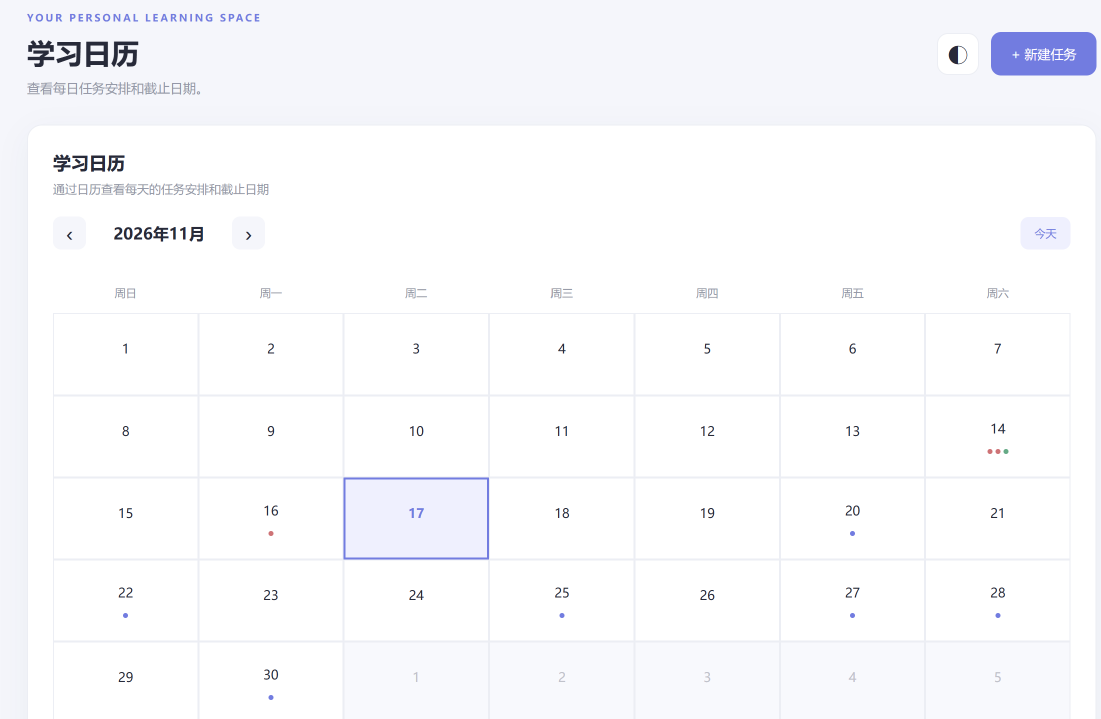 YOUR PERSONAL LEARNING SPACE
学习日历
查看每日任务安排和截止日期。
+ 新建任务
学习日历
通过日历查看每天的任务安排和截止日期
‹ 2026年11月 ›
今天
周日 周一 周二 周三 周四 周五 周六
1 2 3 4 5 6 7
8 9 10 11 12 13 14
15 16 17 18 19 20 21
22 23 24 25 26 27 28
29 30 1 2 3 4 5